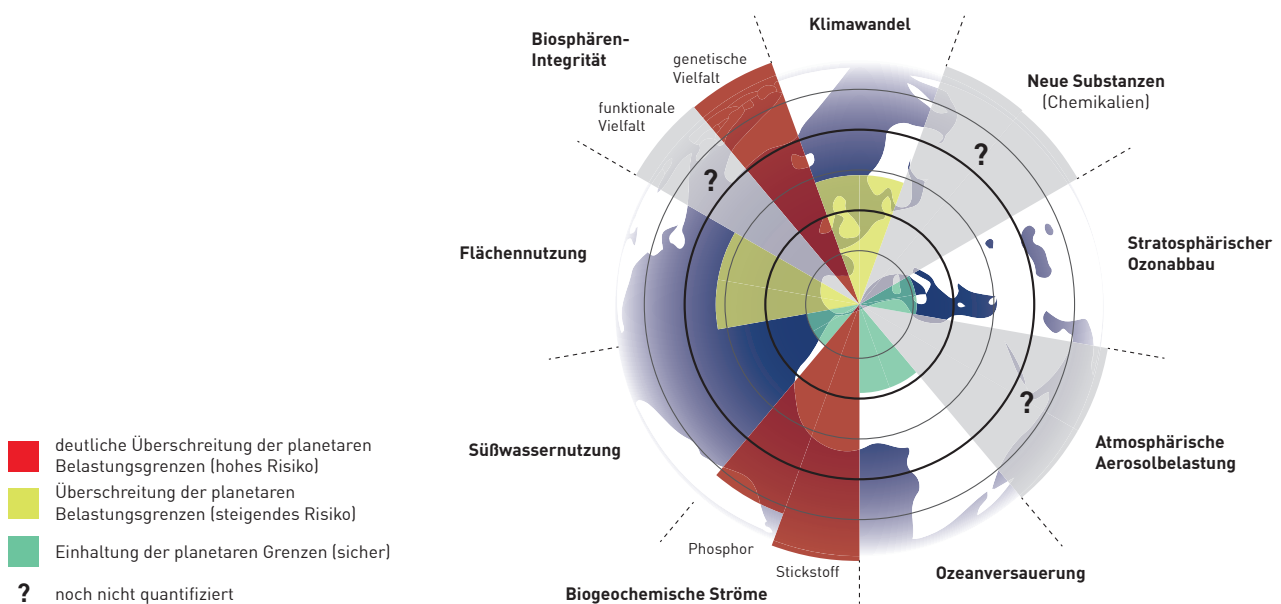 Klimawandel
Biosphären-
Integrität
genetische
Vielfalt
funktionale
Vielfalt
Neue Substanzen
(Chemikalien)
?
?
Flächennutzung
Stratosphärischer
Ozonabbau
?
Atmosphärische
Aerosolbelastung
Süßwassernutzung
Phosphor
Stickstoff
Ozeanversauerung
Biogeochemische Ströme
deutliche Überschreitung der planetaren
Belastungsgrenzen (hohes Risiko)
Überschreitung der planetaren
Belastungsgrenzen (steigendes Risiko)
Einhaltung der planetaren Grenzen (sicher)
? noch nicht quantifiziert